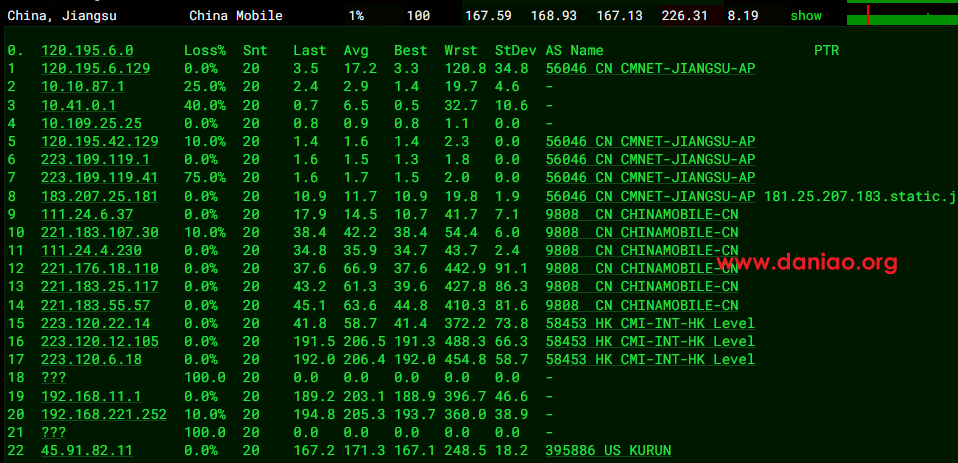 China, Jiangsu China Mobile 1% 100 167.59 168.93 167.13 226.31 8.19 show
0. 120.195.6.0 Loss% Snt Last Avg Best Wrst StDev AS Name PTR
1 120.195.6.129 0.0% 20 3.5 17.2 3.3 120.8 34.8 56046 CN CMNET-JIANGSU-AP
2 10.10.87.1 25.0% 20 2.4 2.9 1.4 19.7 4.6 -
3 10.41.0.1 40.0% 20 0.7 6.5 0.5 32.7 10.6 -
4 10.109.25.25 0.0% 20 0.8 0.9 0.8 1.1 0.0 -
5 120.195.42.129 10.0% 20 1.4 1.6 1.4 2.3 0.0 56046 CN CMNET-JIANGSU-AP
6 223.109.119.1 0.0% 20 1.6 1.5 1.3 1.8 0.0 56046 CN CMNET-JIANGSU-AP
7 223.109.119.41 75.0% 20 1.6 1.7 1.5 2.0 0.0 56046 CN CMNET-JIANGSU-AP
8 183.207.25.181 0.0% 20 10.9 11.7 10.9 19.8 1.9 56046 CN CMNET-JIANGSU-AP 181.25.207.183.static.j
9 111.24.6.37 0.0% 20 17.9 14.5 10.7 41.7 7.1 9808 CN CHINAMOBILE-CN
10 221.183.107.30 10.0% 20 38.4 42.2 38.4 54.4 6.0 9808 CN CHINAMOBILE-CN
11 111.24.4.230 0.0% 20 34.8 35.9 34.7 43.7 2.4 9808 CN CHINAMOBILE-CN
12 221.176.18.110 0.0% 20 37.6 66.9 37.6 442.9 91.1 9808 CN CHINAMOBILE-CN
www.daniao.org
13 221.183.25.117 0.0% 20 43.2 61.3 39.6 427.8 86.3 9808 CN CHINAMOBILE-CN
14 221.183.55.57 0.0% 20 45.1 63.6 44.8 410.3 81.6 9808 CN CHINAMOBILE-CN
15 223.120.22.14 0.0% 20 41.8 58.7 41.4 372.2 73.8 58453 HK CMI-INT-HK Level
16 223.120.12.105 0.0% 20 191.5 206.5 191.3 488.3 66.3 58453 HK CMI-INT-HK Level
17 223.120.6.18 0.0% 20 192.0 206.4 192.0 454.8 58.7 58453 HK CMI-INT-HK Level
18 ??? 100.0 20 0.0 0.0 0.0 0.0 0.0 -
19 192.168.11.1 0.0% 20 189.2 203.1 188.9 396.7 46.6 -
20 192.168.221.252 10.0% 20 194.8 205.3 193.7 360.0 38.9 -
21 ??? 100.0 20 0.0 0.0 0.0 0.0 0.0 -
22 45.91.82.11 0.0% 20 167.2 171.3 167.1 248.5 18.2 395886 US KURUN